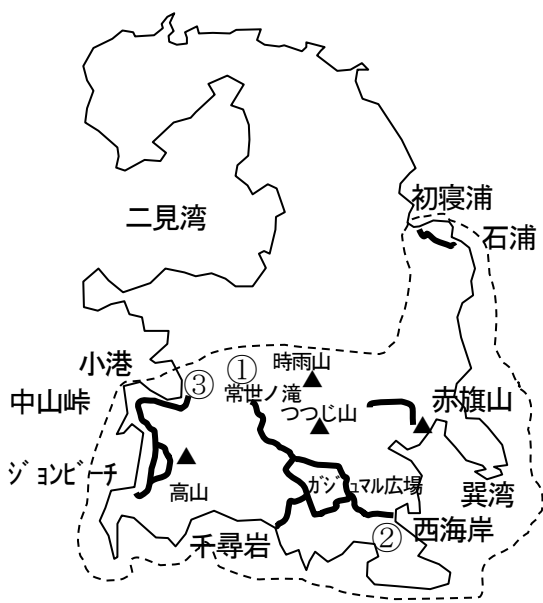 初寝浦
二見湾
石浦
小港
①
時雨山
③
常世ノ滝
中山峠
つつじ山
赤旗山
ジョンビーチ
ガジュマル広場
高山
巽湾
千尋岩
②
西海岸